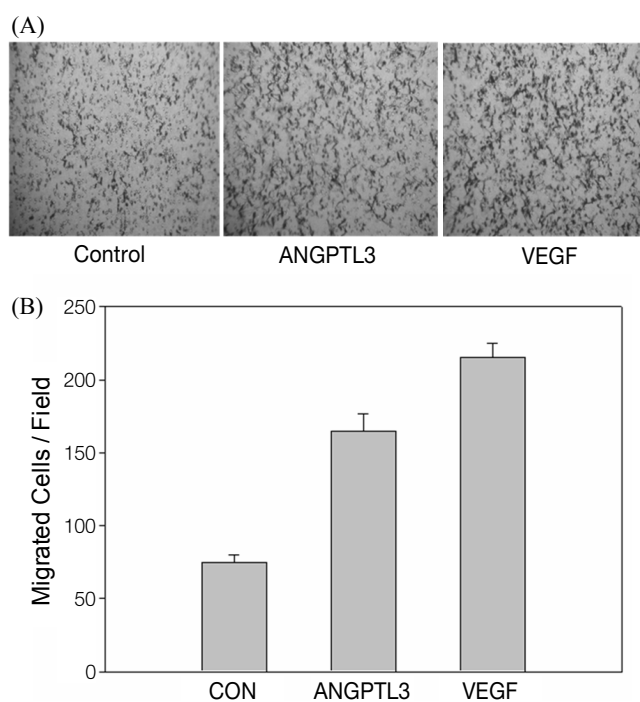 (A)
Control ANGPTL3 VEGF
(B)
Migrated Cells / Field
250
200
150
100
50
0
CON ANGPTL3 VEGF